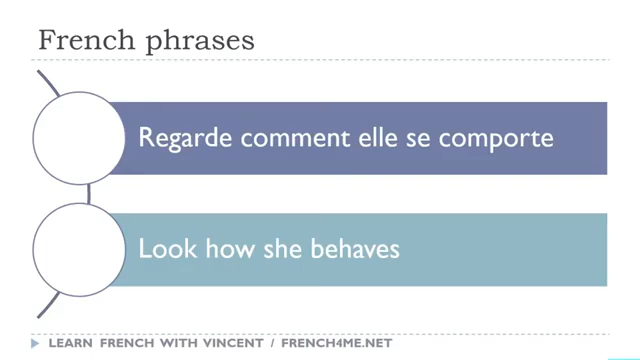 French phrases
Regarde comment elle se comporte
Look how she behaves
LEARN FRENCH WITH VINCENT / FRENCH4ME.NET